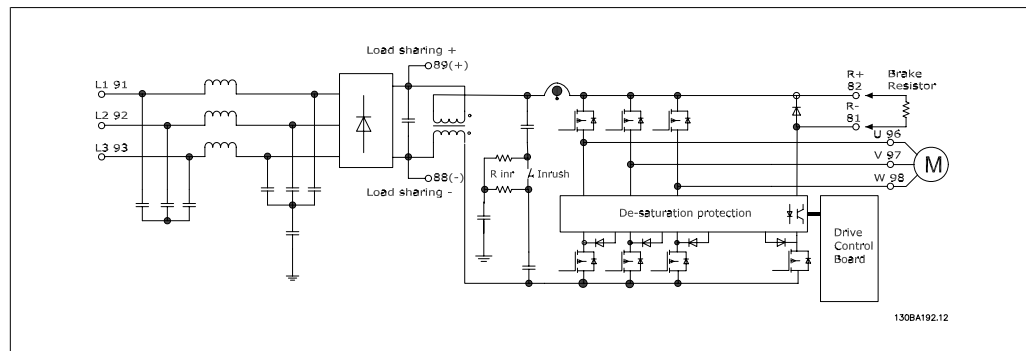 Load sharing +
89(+)
L1 91
L2 92
L3 93
88(-)
Load sharing -
R inr
Inrush
R+
82
R-
81
Brake
Resistor
U 96
V 97
W 98
M
De-saturation protection
Drive
Control
Board
130BA192.12